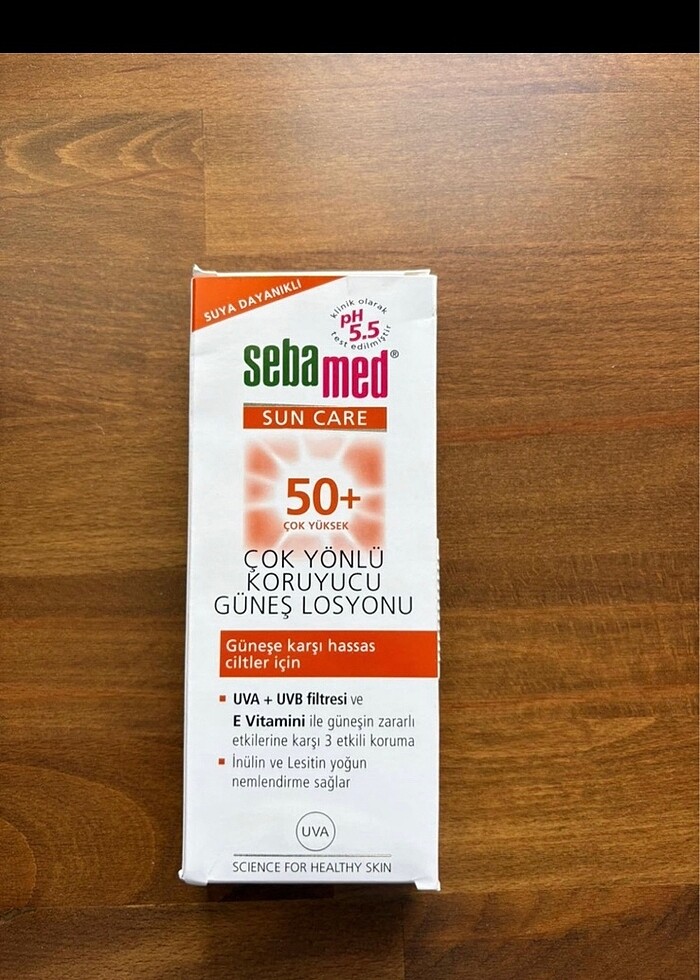 SUYA DAYANIKLI
klinik olarak
pH
5.5
test edilmiştir
sebamed®
SUN CARE
50+
ÇOK YÜKSEK
ÇOK YÖNLÜ
KORUYUCU
GÜNEŞ LOSYONU
Güneşe karşı hassas
ciltler için
▪ UVA + UVB filtresi ve
E Vitamini ile güneşin zararlı
etkilerine karşı 3 etkili koruma
▪ İnülin ve Lesitin yoğun
nemlendirme sağlar
UVA
SCIENCE FOR HEALTHY SKIN